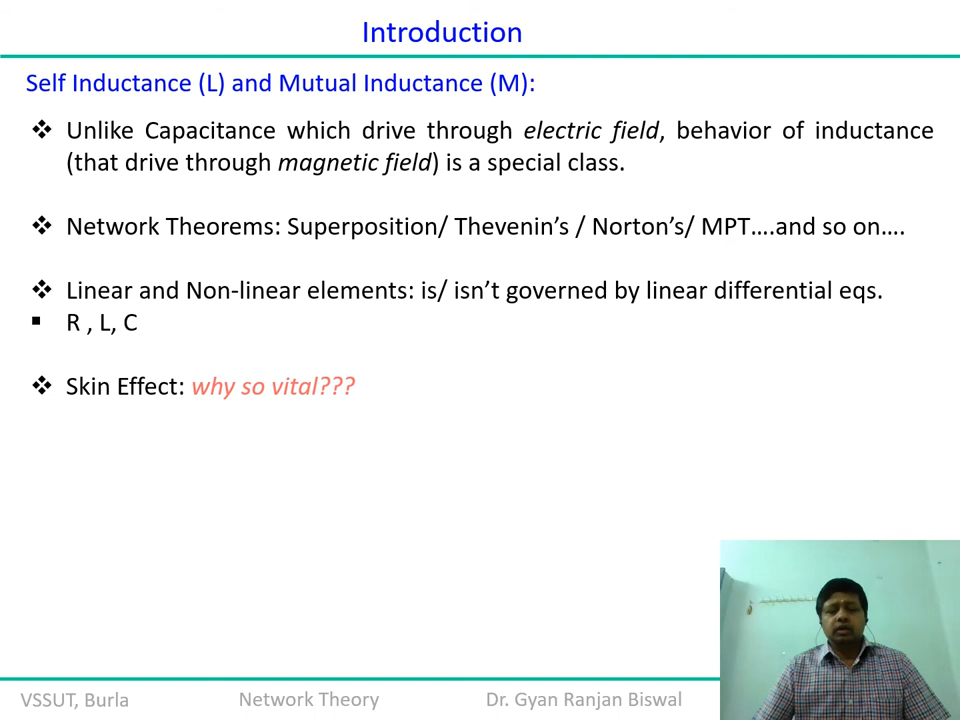 Introduction
Self Inductance (L) and Mutual Inductance (M):
❖ Unlike Capacitance which drive through electric field, behavior of inductance
(that drive through magnetic field) is a special class.
❖ Network Theorems: Superposition/ Thevenin’s / Norton’s/ MPT….and so on….
❖ Linear and Non-linear elements: is/ isn’t governed by linear differential eqs.
▪ R , L, C
❖ Skin Effect: why so vital???
VSSUT, Burla Network Theory Dr. Gyan Ranjan Biswal